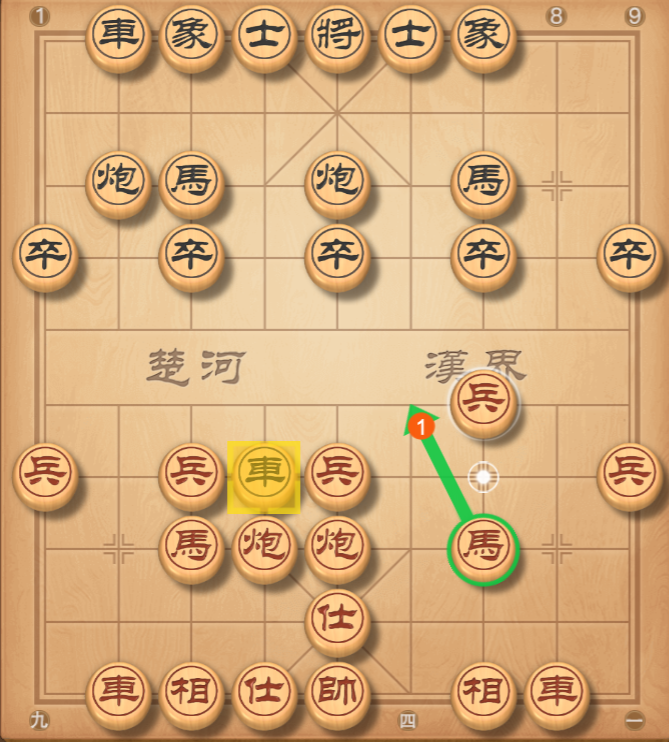 1 8 9
車 象 士 將 士 象
炮 馬 炮 馬
卒 卒 卒 卒 卒
楚河 漢界
兵
1
兵 兵 車 兵 兵
馬 炮 炮 馬
仕
車 相 仕 帥 相 車
九 四 一